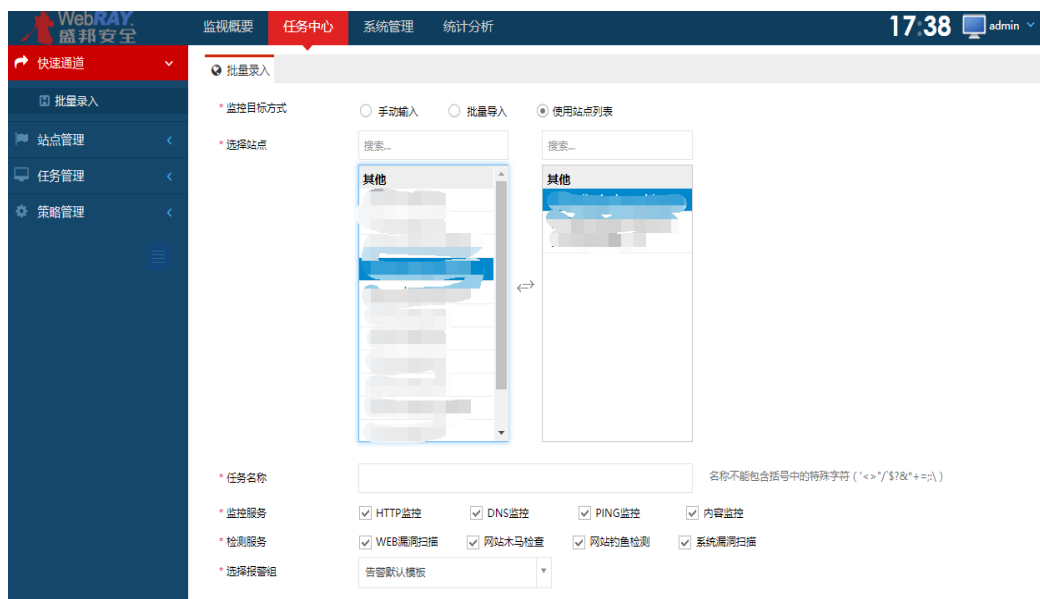 WebRAY.
盛邦安全
监视概要 任务中心 系统管理 统计分析
17:38 admin
快速通道
批量录入
站点管理
任务管理
策略管理
批量录入
* 监控目标方式 手动输入 批量导入 使用站点列表
* 选择站点 搜索... 搜索...
其他 其他
* 任务名称 名称不能包含括号中的特殊字符 ( '<>"/`$?&*+=;:\ )
* 监控服务 HTTP监控 DNS监控 PING监控 内容监控
* 检测服务 WEB漏洞扫描 网站木马检查 网站钓鱼检测 系统漏洞扫描
* 选择报警组 告警默认模板